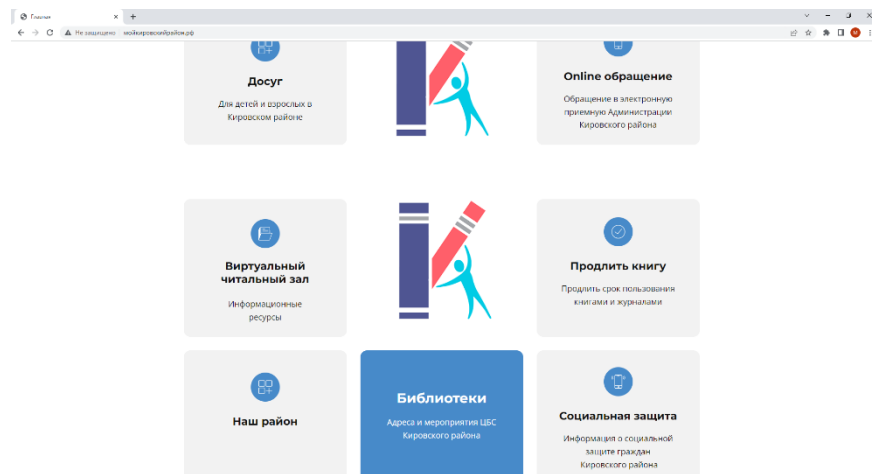 Главная
Не защищено мойкировскийрайон.рф
Досуг
Для детей и взрослых в
Кировском районе
Online обращение
Обращение в электронную
приемную Администрации
Кировского района
Виртуальный
читальный зал
Информационные
ресурсы
Продлить книгу
Продлить срок пользования
книгами и журналами
Наш район
Библиотеки
Адреса и мероприятия ЦБС
Кировского района
Социальная защита
Информация о социальной
защите граждан
Кировского района